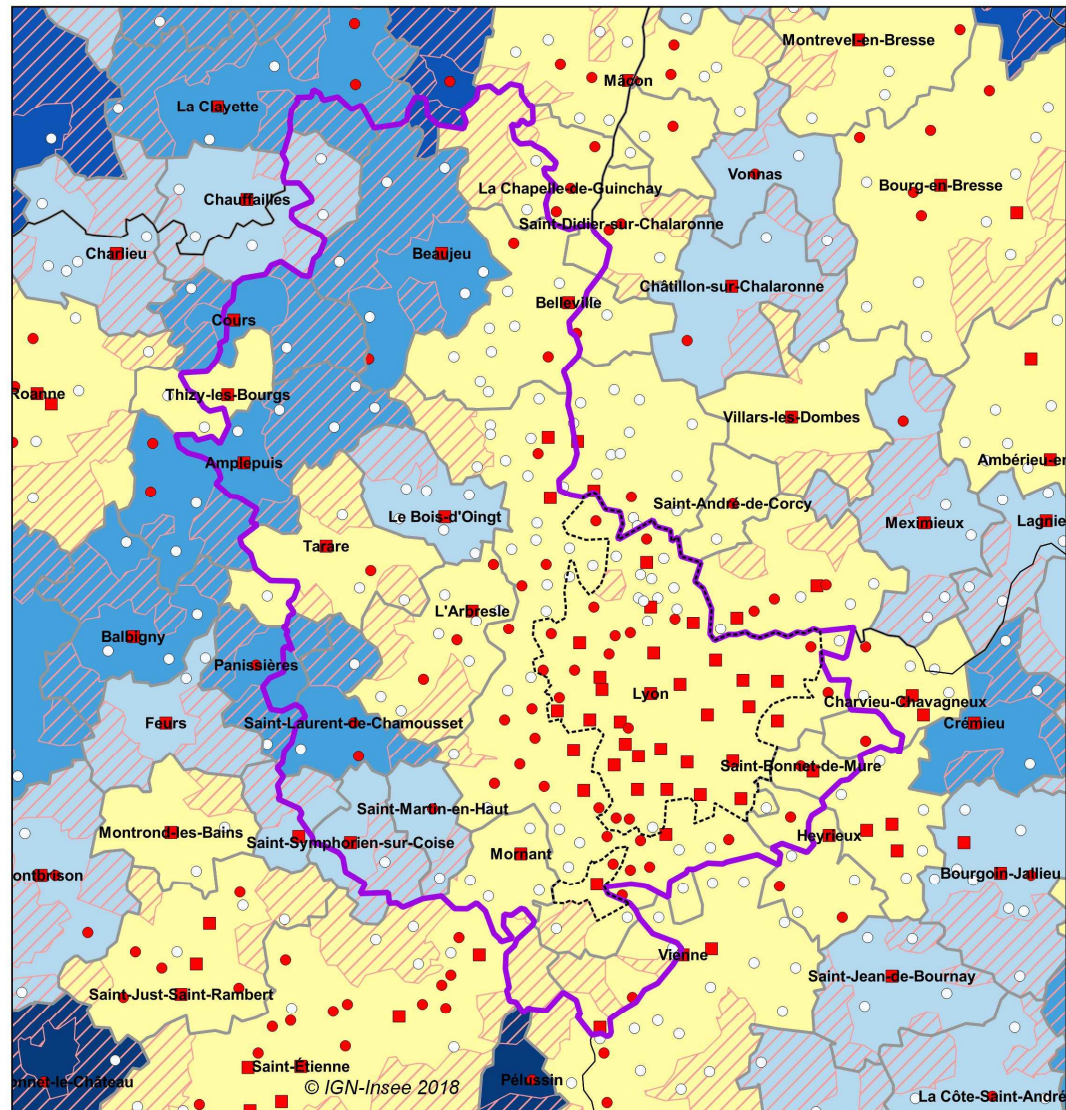 Montrevel-en-Bresse
Mâcon
La Clayette
Vonnas
La Chapelle-de-Guinchay
Bourg-en-Bresse
Chauffailles
Saint-Didier-sur-Chalaronne
Charlieu
Beaujeu
Châtillon-sur-Chalaronne
Belleville
Cours
Roanne
Thizy-les-Bourgs
Villars-les-Dombes
Amplepuis
Ambérieu-en
Saint-André-de-Corcy
Le Bois-d'Oingt
Meximieux
Lagnie
Tarare
L'Arbresle
Balbigny
Panissières
Lyon
Charvieu-Chavagneux
Feurs
Saint-Laurent-de-Chamousset
Crémieu
Saint-Bonnet-de-Mure
Saint-Martin-en-Haut
Montrond-les-Bains
Saint-Symphorien-sur-Coise
Heyrieux
Mornant
ontbrison
Bourgoin-Jallieu
Vienne
Saint-Jean-de-Bournay
Saint-Just-Saint-Rambert
Saint-Étienne
onnet-le-Château
Pélussin
© IGN-Insee 2018
La Côte-Saint-André